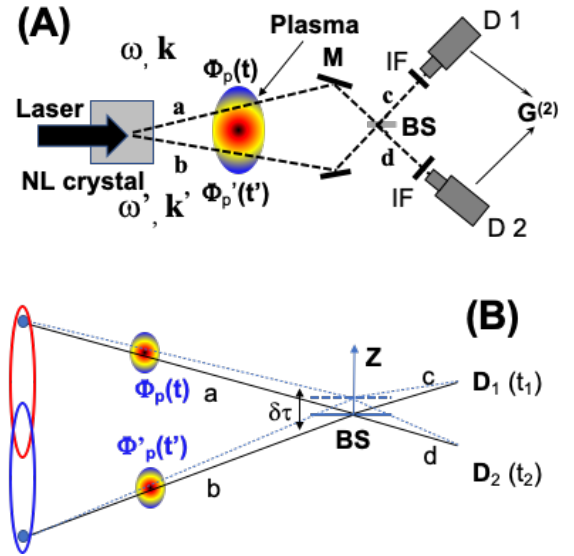 (A)
ω, k
Plasma
Φp(t)
M
D 1
IF
c
G(2)
Laser
a
BS
b
d
NL crystal
Φp'(t')
IF
ω', k'
D 2
(B)
Z
Φp(t)
a
c
D1 (t1)
δτ
Φ'p(t')
BS
b
d
D2 (t2)